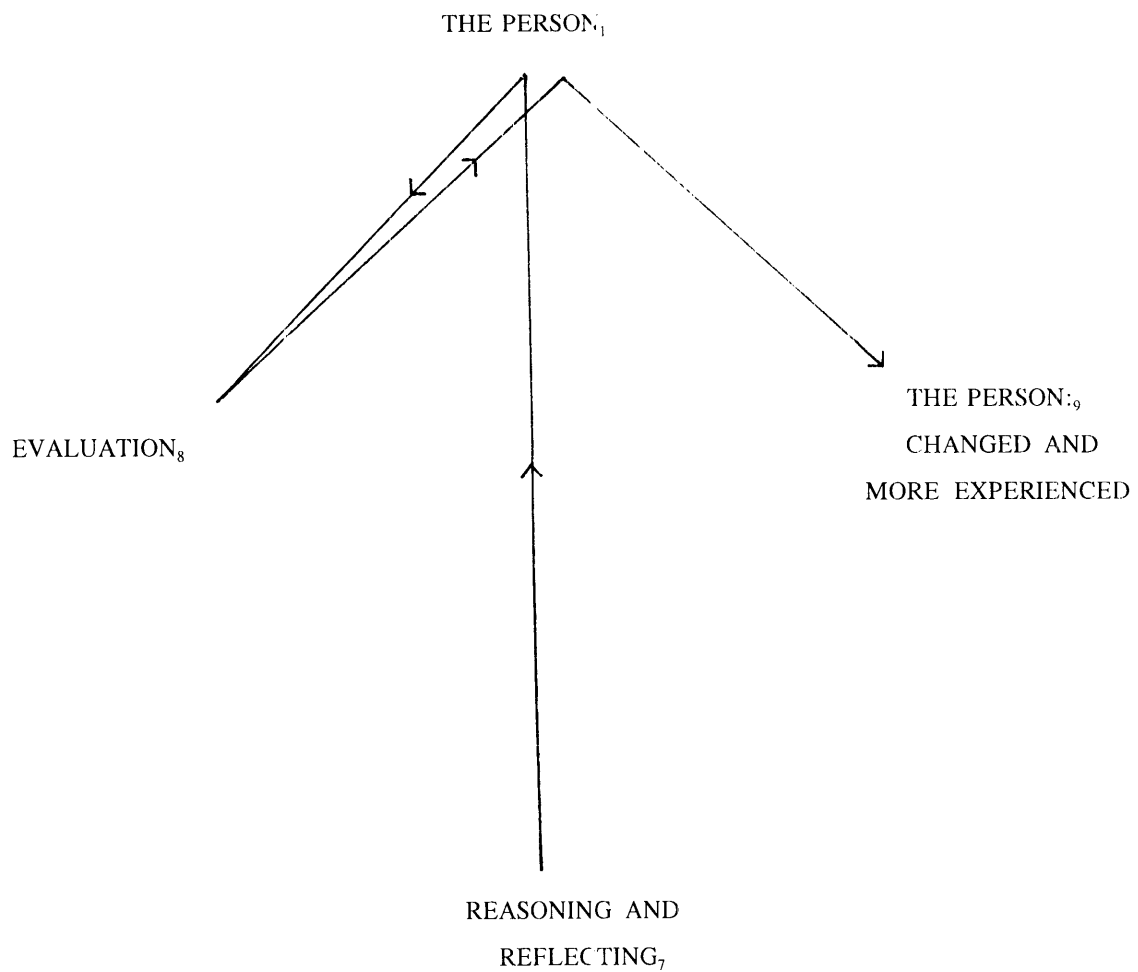 THE PERSON₁
THE PERSON:₉
CHANGED AND
MORE EXPERIENCED
EVALUATION₈
REASONING AND
REFLECTING₇